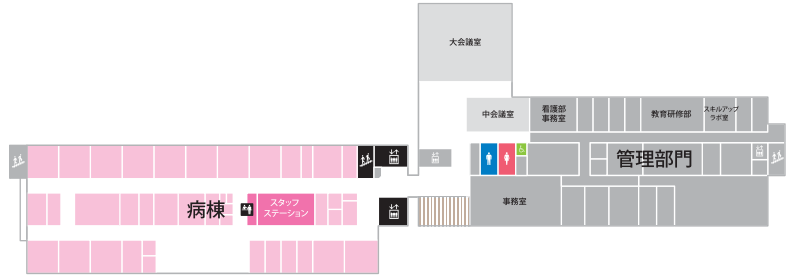 大会議室
中会議室
看護部
事務室
教育研修部
スキルアップ
ラボ室
管理部門
病棟
スタッフ
ステーション
事務室